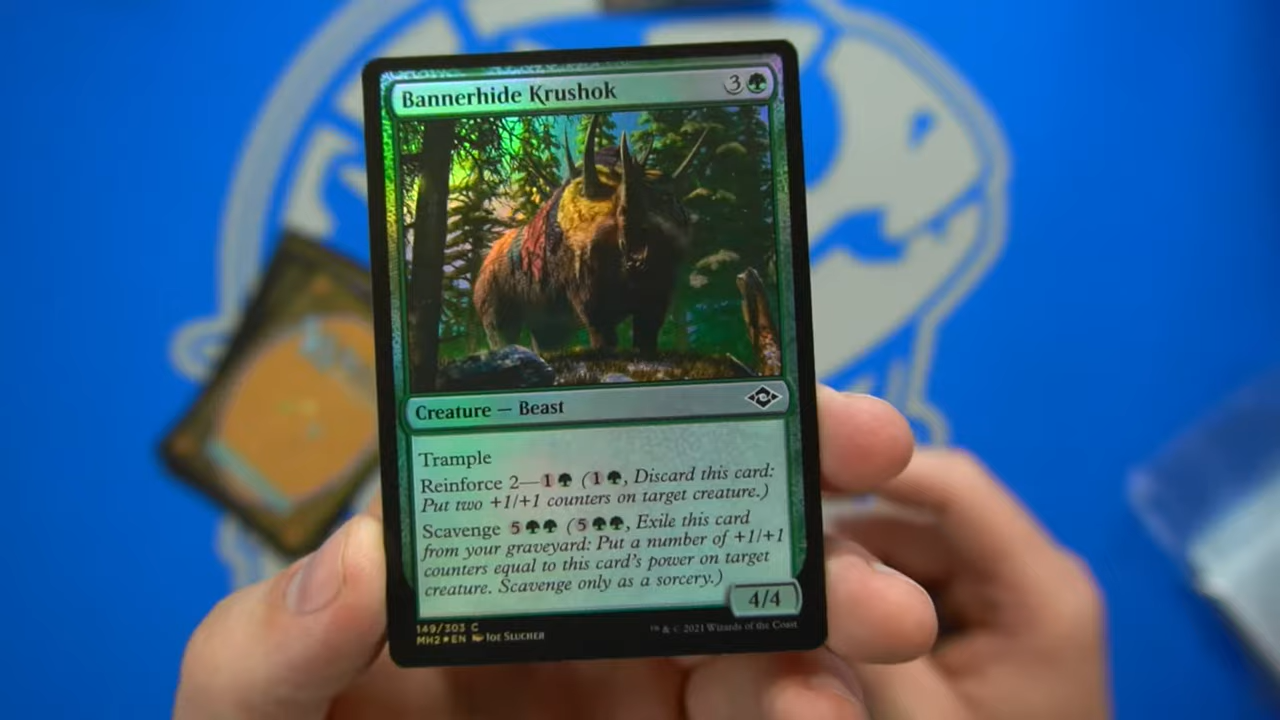 Bannerhide Krushok 3
Creature — Beast
Trample
Reinforce 2—1 (1, Discard this card:
Put two +1/+1 counters on target creature.)
Scavenge 5 (5, Exile this card
from your graveyard: Put a number of +1/+1
counters equal to this card's power on target
creature. Scavenge only as a sorcery.)
4/4
149/303 C
MH2★EN Joe Slucher
™ & © 2021 Wizards of the Coast